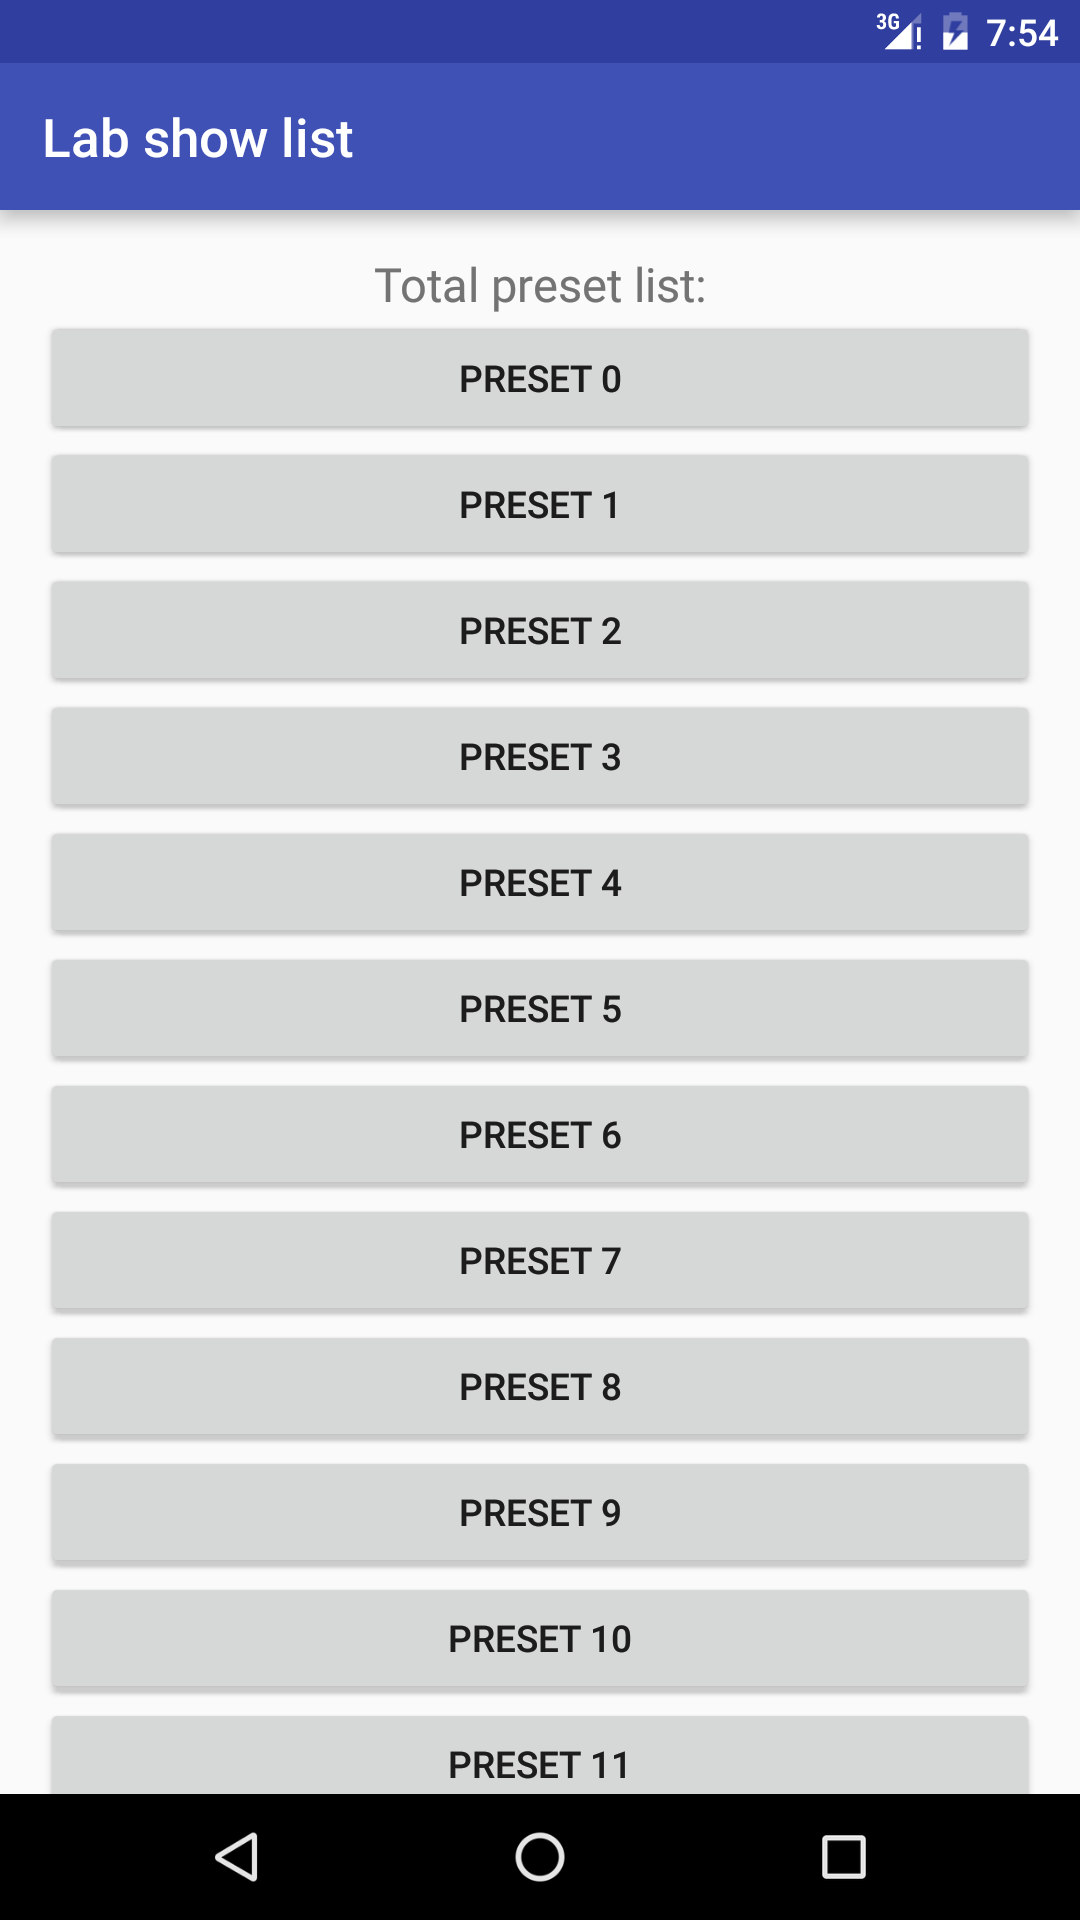 3G 7:54
Lab show list
Total preset list:
PRESET 0
PRESET 1
PRESET 2
PRESET 3
PRESET 4
PRESET 5
PRESET 6
PRESET 7
PRESET 8
PRESET 9
PRESET 10
PRESET 11